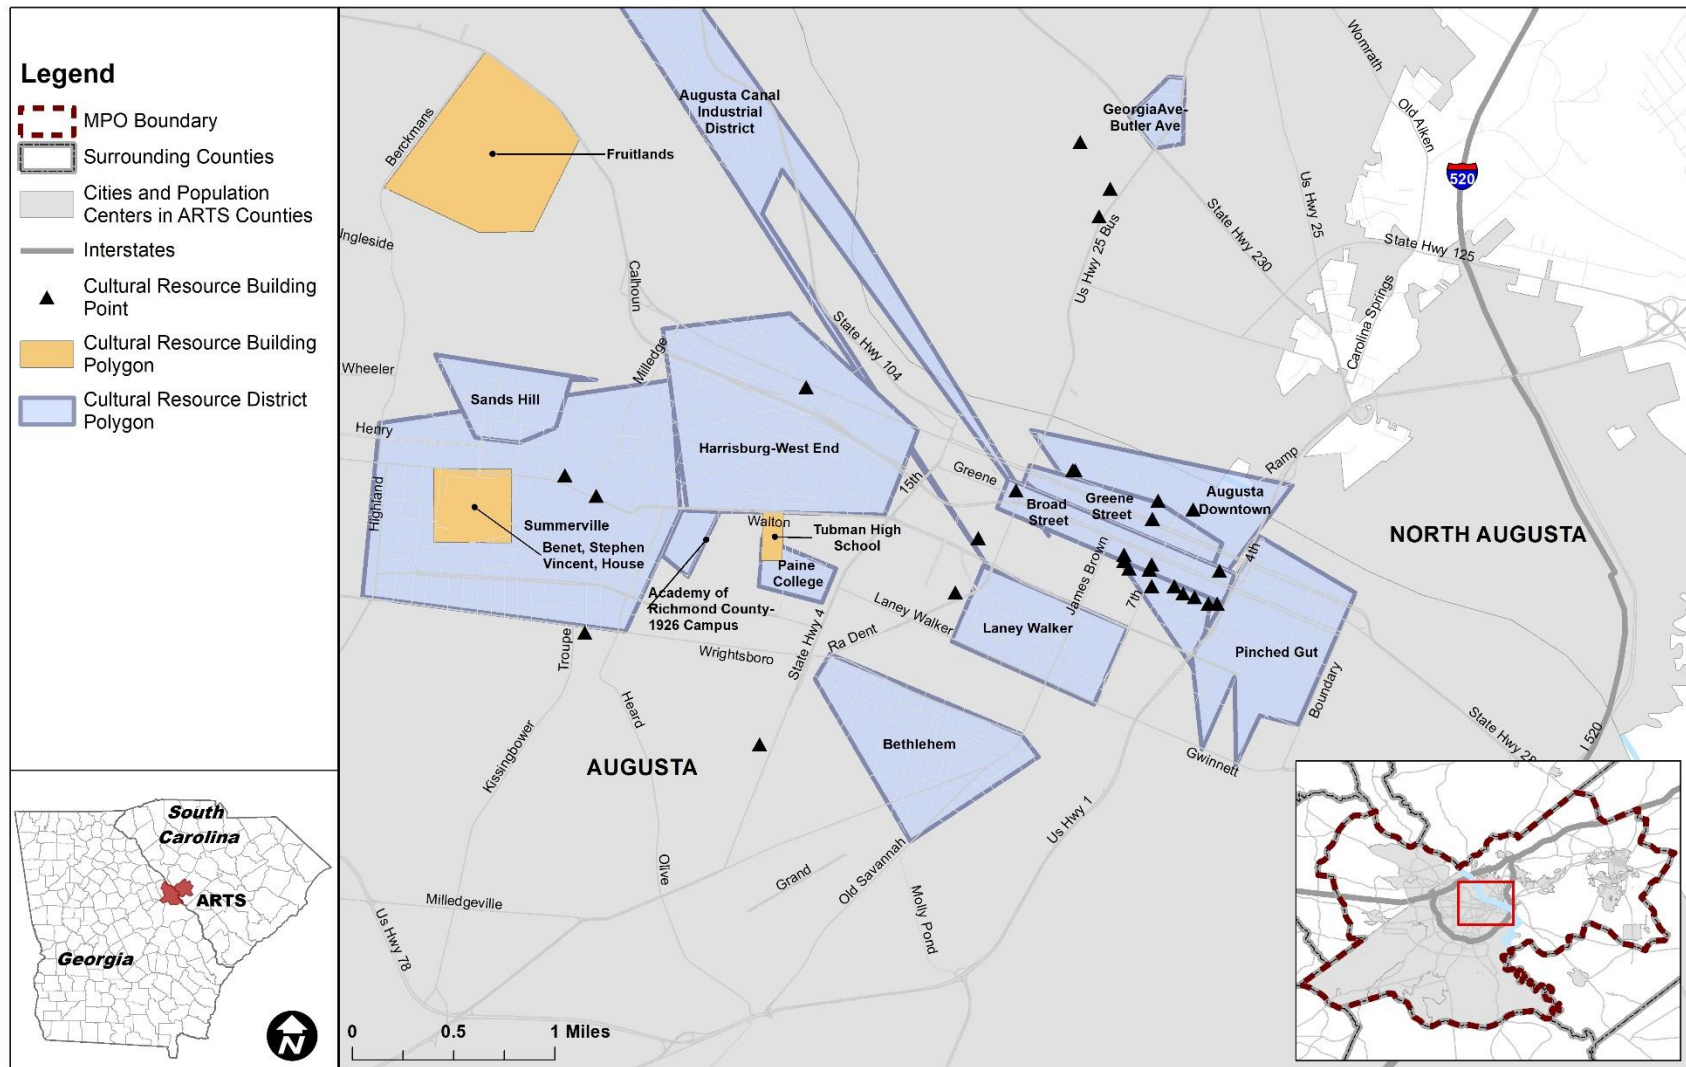 Legend
MPO Boundary
Surrounding Counties
Cities and Population
Centers in ARTS Counties
Interstates
Cultural Resource Building
Point
Cultural Resource Building
Polygon
Cultural Resource District
Polygon
South
Carolina
ARTS
Georgia
N
Augusta Canal
Industrial
District
GeorgiaAve-
Butler Ave
Womrath
Old Aiken
520
Berckmans
Fruitlands
Us Hwy 25
Us Hwy 25 Bus
State Hwy 230
State Hwy 125
Ingleside
Calhoun
Carolina Springs
State Hwy 104
Wheeler
Milledge
Sands Hill
Henry
Harrisburg-West End
15th
Greene
Ramp
Highland
Broad
Street
Greene
Street
Augusta
Downtown
Summerville
Benet, Stephen
Vincent, House
Walton
Tubman High
School
Paine
College
Academy of
Richmond County-
1926 Campus
NORTH AUGUSTA
4th
James Brown
7th
Laney Walker
Laney Walker
Ra Dent
State Hwy 4
Wrightsboro
Troupe
Pinched Gut
Boundary
Heard
Kissingbower
Bethlehem
Gwinnett
State Hwy 28
I 520
AUGUSTA
Us Hwy 1
Olive
Grand
Old Savannah
Molly Pond
Milledgeville
Us Hwy 78
0 0.5 1 Miles